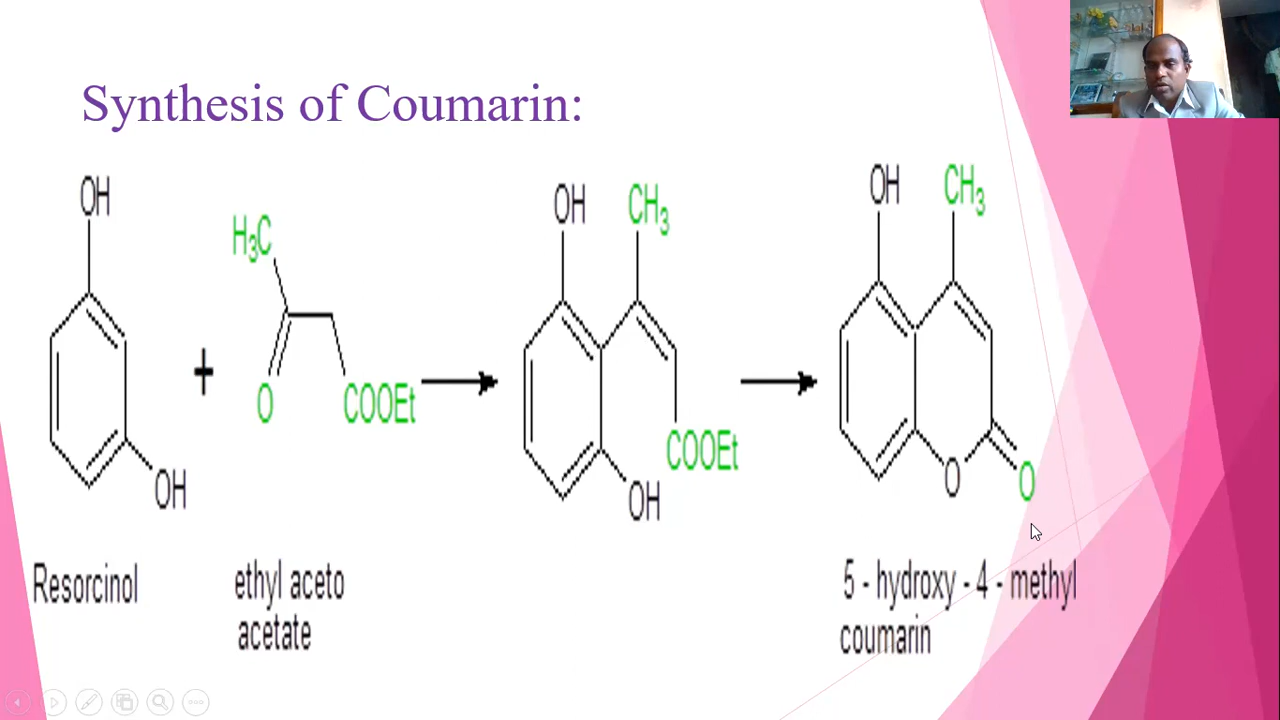 Synthesis of Coumarin:
OH
OH
+
H3C
O
COOEt
OH
CH3
COOEt
OH
OH
CH3
O
O
Resorcinol
ethyl aceto
acetate
5 - hydroxy - 4 - methyl
coumarin